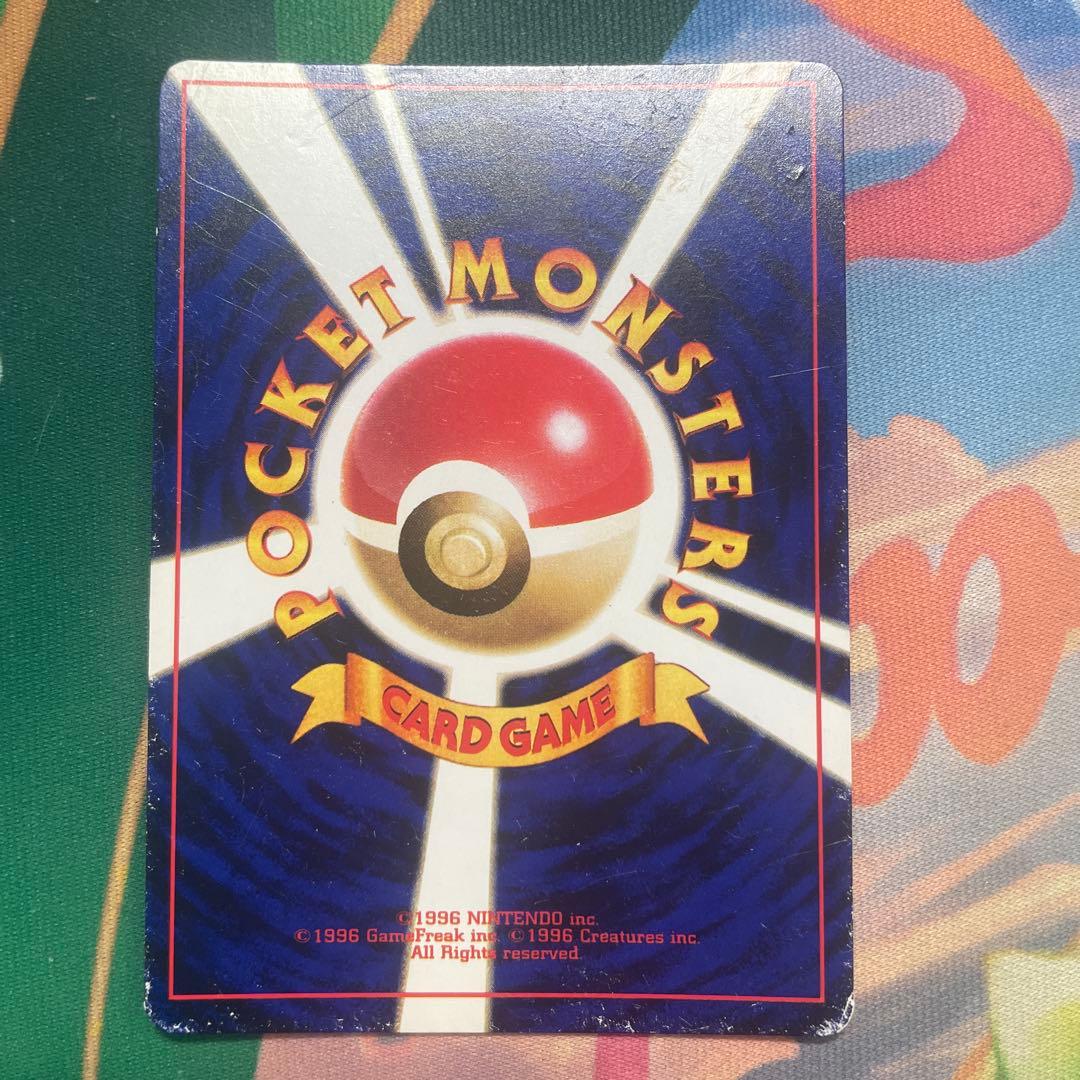 POCKET MONSTERS
CARD GAME
©1996 NINTENDO inc.
©1996 GameFreak inc. ©1996 Creatures inc.
All Rights reserved.